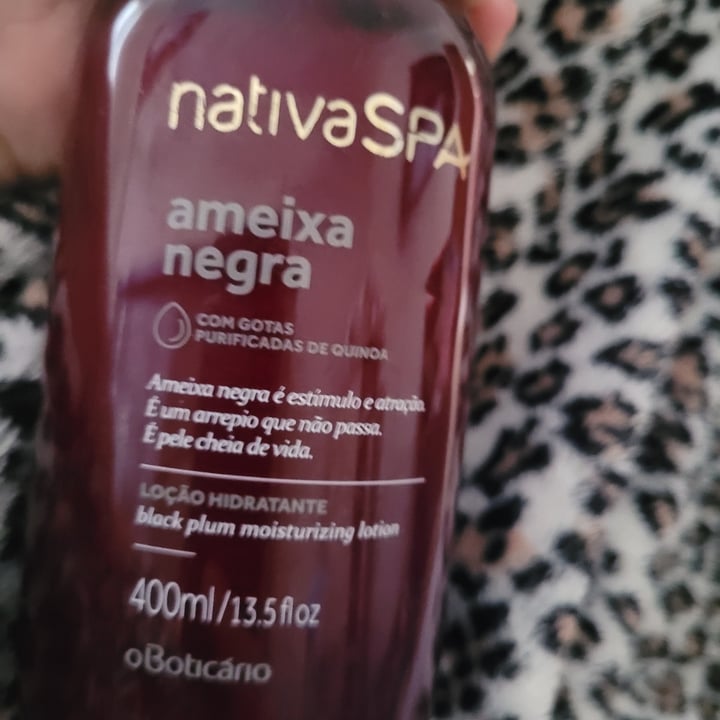 nativaSPA
ameixa
negra
COM GOTAS
PURIFICADAS DE QUINOA
Ameixa negra é estímulo e atração.
É um arrepio que não passa.
É pele cheia de vida.
LOÇÃO HIDRATANTE
black plum moisturizing lotion
400ml/13.5 fl oz
oBoticário